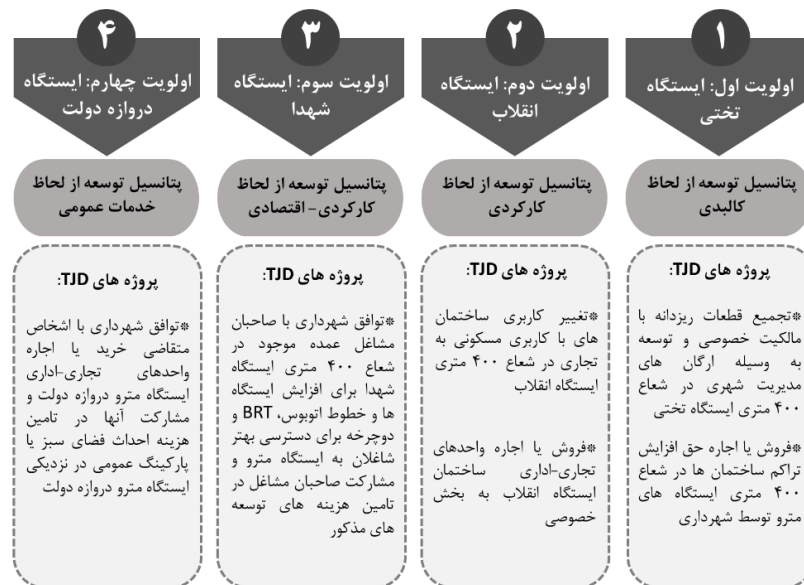 ۱
اولویت اول: ایستگاه
تختی
پتانسیل توسعه از لحاظ
کالبدی
پروژه های TJD:
*تجمیع قطعات ریزدانه با
مالکیت خصوصی و توسعه
به وسیله ارگان های
مدیریت شهری در شعاع
۴۰۰ متری ایستگاه تختی
*فروش یا اجاره حق افزایش
تراکم ساختمان ها در شعاع
۴۰۰ متری ایستگاه های
مترو توسط شهرداری
۲
اولویت دوم: ایستگاه
انقلاب
پتانسیل توسعه از لحاظ
کارکردی
پروژه های TJD:
*تغییر کاربری ساختمان
های با کاربری مسکونی به
تجاری در شعاع ۴۰۰ متری
ایستگاه انقلاب
*فروش یا اجاره واحدهای
تجاری-اداری ساختمان
ایستگاه انقلاب به بخش
خصوصی
۳
اولویت سوم: ایستگاه
شهدا
پتانسیل توسعه از لحاظ
کارکردی- اقتصادی
پروژه های TJD:
*توافق شهرداری با صاحبان
مشاغل عمده موجود در
شعاع ۴۰۰ متری ایستگاه
شهدا برای افزایش ایستگاه
ها و خطوط اتوبوس، BRT و
دوچرخه برای دسترسی بهتر
شاغلان به ایستگاه مترو و
مشارکت صاحبان مشاغل در
تامین هزینه های توسعه
های مذکور
۴
اولویت چهارم: ایستگاه
دروازه دولت
پتانسیل توسعه از لحاظ
خدمات عمومی
پروژه های TJD:
*توافق شهرداری با اشخاص
متقاضی خرید یا اجاره
واحدهای تجاری-اداری
ایستگاه مترو دروازه دولت و
مشارکت آنها در تامین
هزینه احداث فضای سبز یا
پارکینگ عمومی در نزدیکی
ایستگاه مترو دروازه دولت